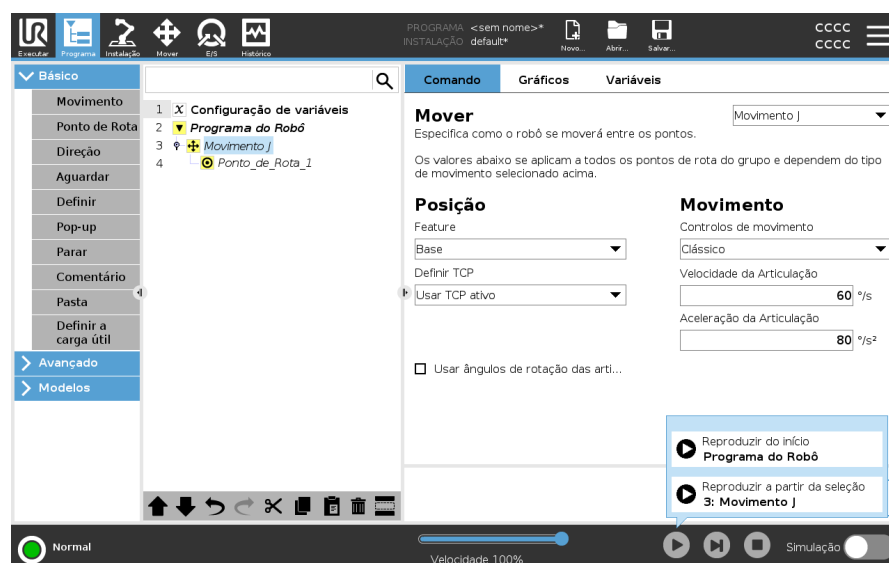 PROGRAMA <sem nome>*
INSTALAÇÃO default*
Executar Programa Instalação Mover E/S Histórico
Novo... Abrir... Salvar...
CCCC
CCCC
Básico
Movimento
Ponto de Rota
Direção
Aguardar
Definir
Pop-up
Parar
Comentário
Pasta
Definir a
carga útil
Avançado
Modelos
1 X Configuração de variáveis
2 Programa do Robô
3 Movimento J
4 Ponto_de_Rota_1
Comando Gráficos Variáveis
Mover
Movimento J
Especifica como o robô se moverá entre os pontos.
Os valores abaixo se aplicam a todos os pontos de rota do grupo e dependem do tipo
de movimento selecionado acima.
Posição
Feature
Base
Definir TCP
Usar TCP ativo
Usar ângulos de rotação das arti...
Movimento
Controlos de movimento
Clássico
Velocidade da Articulação
60 °/s
Aceleração da Articulação
80 °/s²
Reproduzir do início
Programa do Robô
Reproduzir a partir da seleção
3: Movimento J
Normal
Velocidade 100%
Simulação